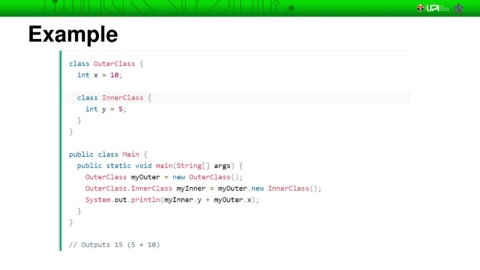 UPI
Example
class OuterClass {
  int x = 10;

  class InnerClass {
    int y = 5;
  }
}

public class Main {
  public static void main(String[] args) {
    OuterClass myOuter = new OuterClass();
    OuterClass.InnerClass myInner = myOuter.new InnerClass();
    System.out.println(myInner.y + myOuter.x);
  }
}

// Outputs 15 (5 + 10)